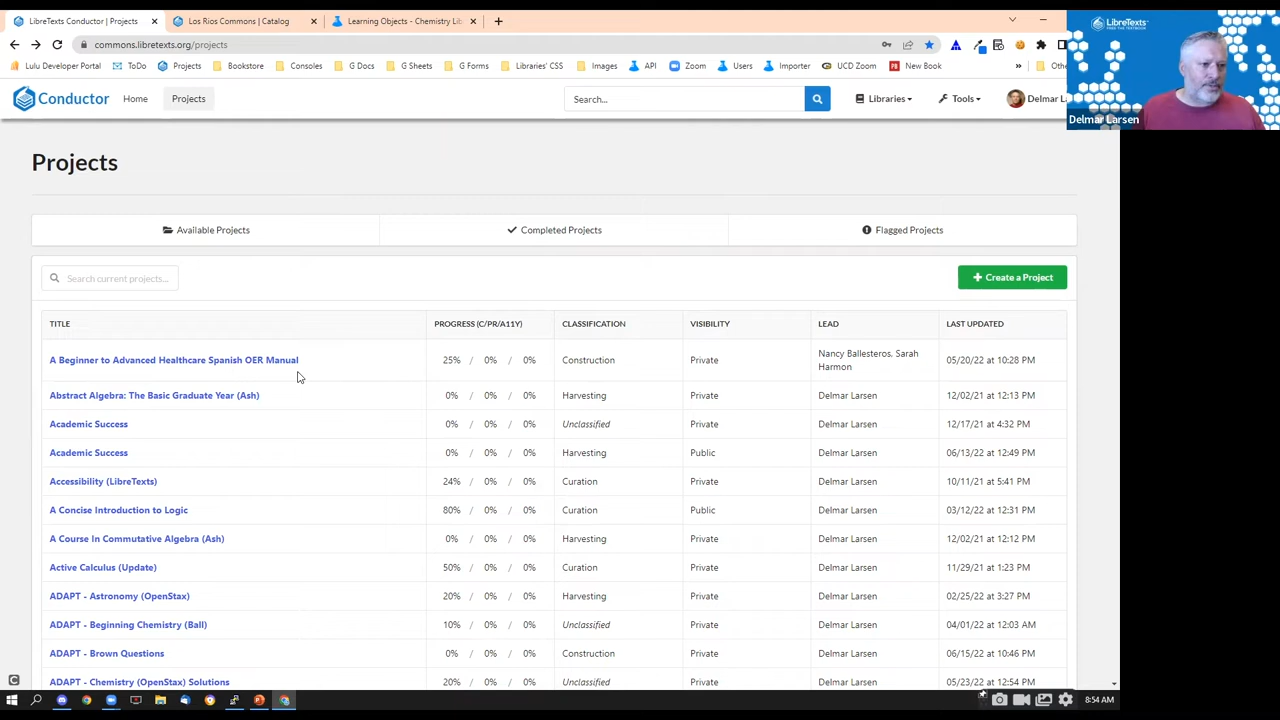 LibreTexts Conductor | Projects
Los Rios Commons | Catalog
Learning Objects - Chemistry Lib
commons.libretexts.org/projects
Lulu Developer Portal ToDo Projects Bookstore Consoles G Docs G Sheets G Forms Libraries' CSS Images API Zoom Users Importer UCD Zoom New Book » Othe
LibreTexts
FREE THE TEXTBOOK
Delmar Larsen
Conductor Home Projects Search... Libraries Tools Delmar La
Projects
Available Projects Completed Projects Flagged Projects
Search current projects... Create a Project
TITLE PROGRESS (C/PR/A11Y) CLASSIFICATION VISIBILITY LEAD LAST UPDATED
A Beginner to Advanced Healthcare Spanish OER Manual 25% / 0% / 0% Construction Private Nancy Ballesteros, Sarah Harmon 05/20/22 at 10:28 PM
Abstract Algebra: The Basic Graduate Year (Ash) 0% / 0% / 0% Harvesting Private Delmar Larsen 12/02/21 at 12:13 PM
Academic Success 0% / 0% / 0% Unclassified Private Delmar Larsen 12/17/21 at 4:32 PM
Academic Success 0% / 0% / 0% Harvesting Public Delmar Larsen 06/13/22 at 12:49 PM
Accessibility (LibreTexts) 24% / 0% / 0% Curation Private Delmar Larsen 10/11/21 at 5:41 PM
A Concise Introduction to Logic 80% / 0% / 0% Curation Public Delmar Larsen 03/12/22 at 12:31 PM
A Course In Commutative Algebra (Ash) 0% / 0% / 0% Harvesting Private Delmar Larsen 12/02/21 at 12:12 PM
Active Calculus (Update) 50% / 0% / 0% Curation Private Delmar Larsen 11/29/21 at 1:23 PM
ADAPT - Astronomy (OpenStax) 20% / 0% / 0% Harvesting Private Delmar Larsen 02/25/22 at 3:27 PM
ADAPT - Beginning Chemistry (Ball) 10% / 0% / 0% Unclassified Private Delmar Larsen 04/01/22 at 12:03 AM
ADAPT - Brown Questions 0% / 0% / 0% Construction Private Delmar Larsen 06/15/22 at 10:46 PM
ADAPT - Chemistry (OpenStax) Solutions 20% / 0% / 0% Unclassified Private Delmar Larsen 05/23/22 at 12:54 PM
8:54 AM